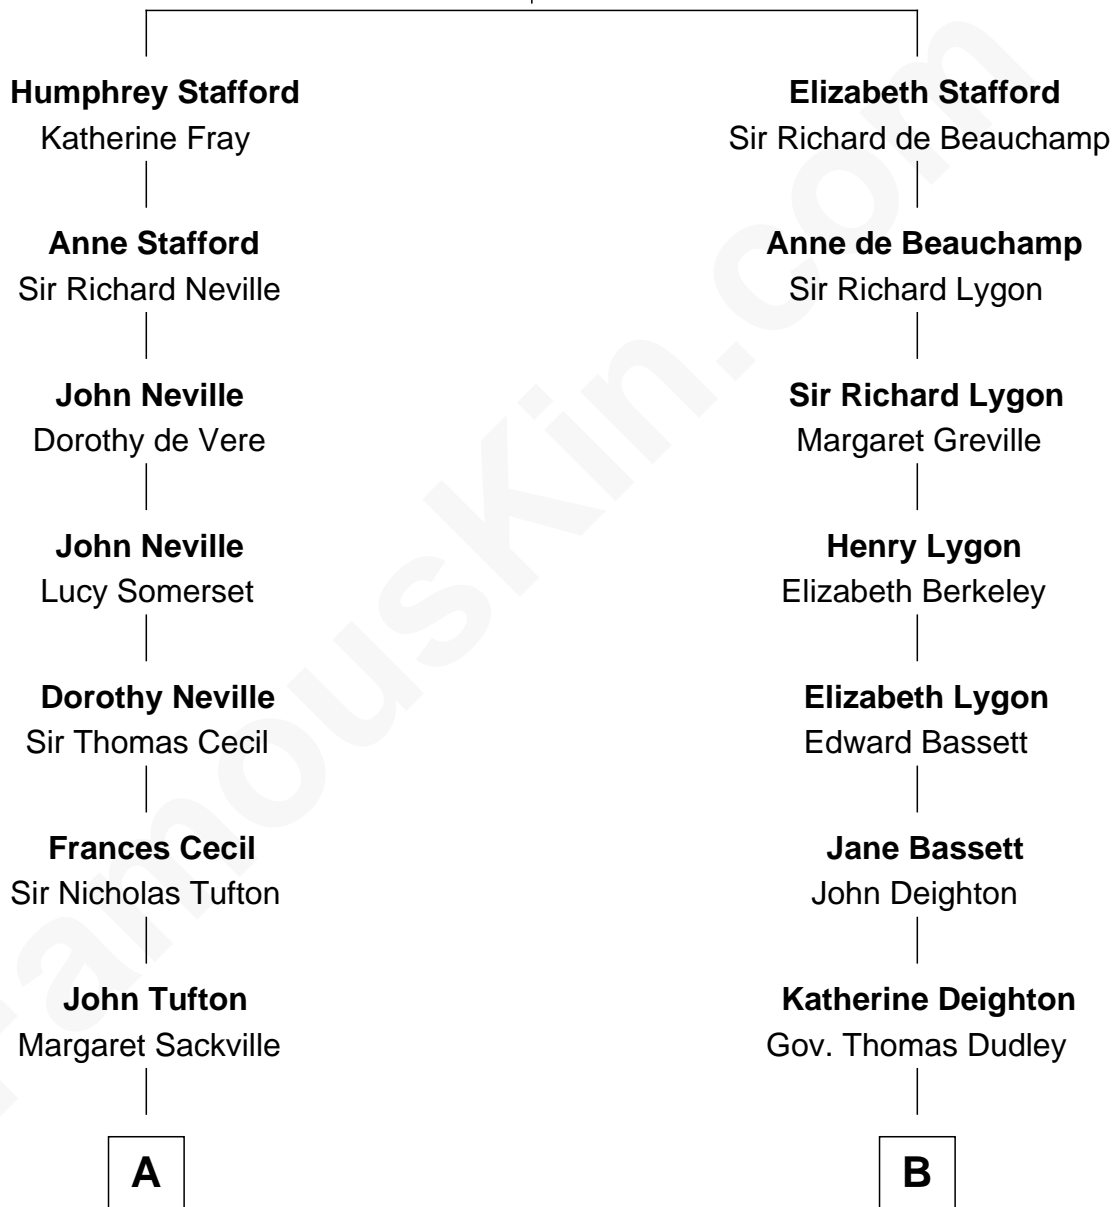 Humphrey Stafford
Katherine Fray
Anne Stafford
Sir Richard Neville
John Neville
Dorothy de Vere
John Neville
Lucy Somerset
Dorothy Neville
Sir Thomas Cecil
Frances Cecil
Sir Nicholas Tufton
John Tufton
Margaret Sackville
A
Elizabeth Stafford
Sir Richard de Beauchamp
Anne de Beauchamp
Sir Richard Lygon
Sir Richard Lygon
Margaret Greville
Henry Lygon
Elizabeth Berkeley
Elizabeth Lygon
Edward Bassett
Jane Bassett
John Deighton
Katherine Deighton
Gov. Thomas Dudley
B
FamousKin.com